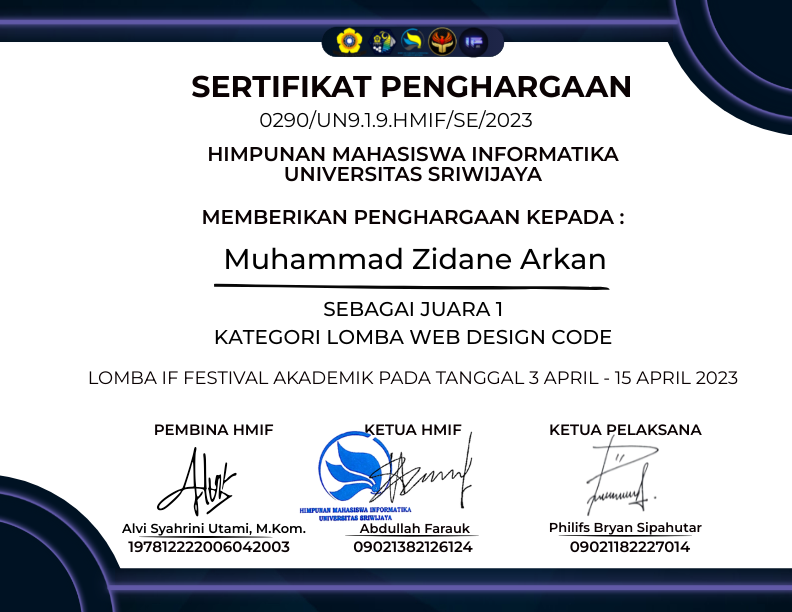 IF
SERTIFIKAT PENGHARGAAN
0290/UN9.1.9.HMIF/SE/2023
HIMPUNAN MAHASISWA INFORMATIKA
UNIVERSITAS SRIWIJAYA
MEMBERIKAN PENGHARGAAN KEPADA :
Muhammad Zidane Arkan
SEBAGAI JUARA 1
KATEGORI LOMBA WEB DESIGN CODE
LOMBA IF FESTIVAL AKADEMIK PADA TANGGAL 3 APRIL - 15 APRIL 2023
PEMBINA HMIF
KETUA HMIF
KETUA PELAKSANA
HIMPUNAN MAHASISWA INFORMATIKA
UNIVERSITAS SRIWIJAYA
Alvi Syahrini Utami, M.Kom.
197812222006042003
Abdullah Farauk
09021382126124
Philifs Bryan Sipahutar
09021182227014